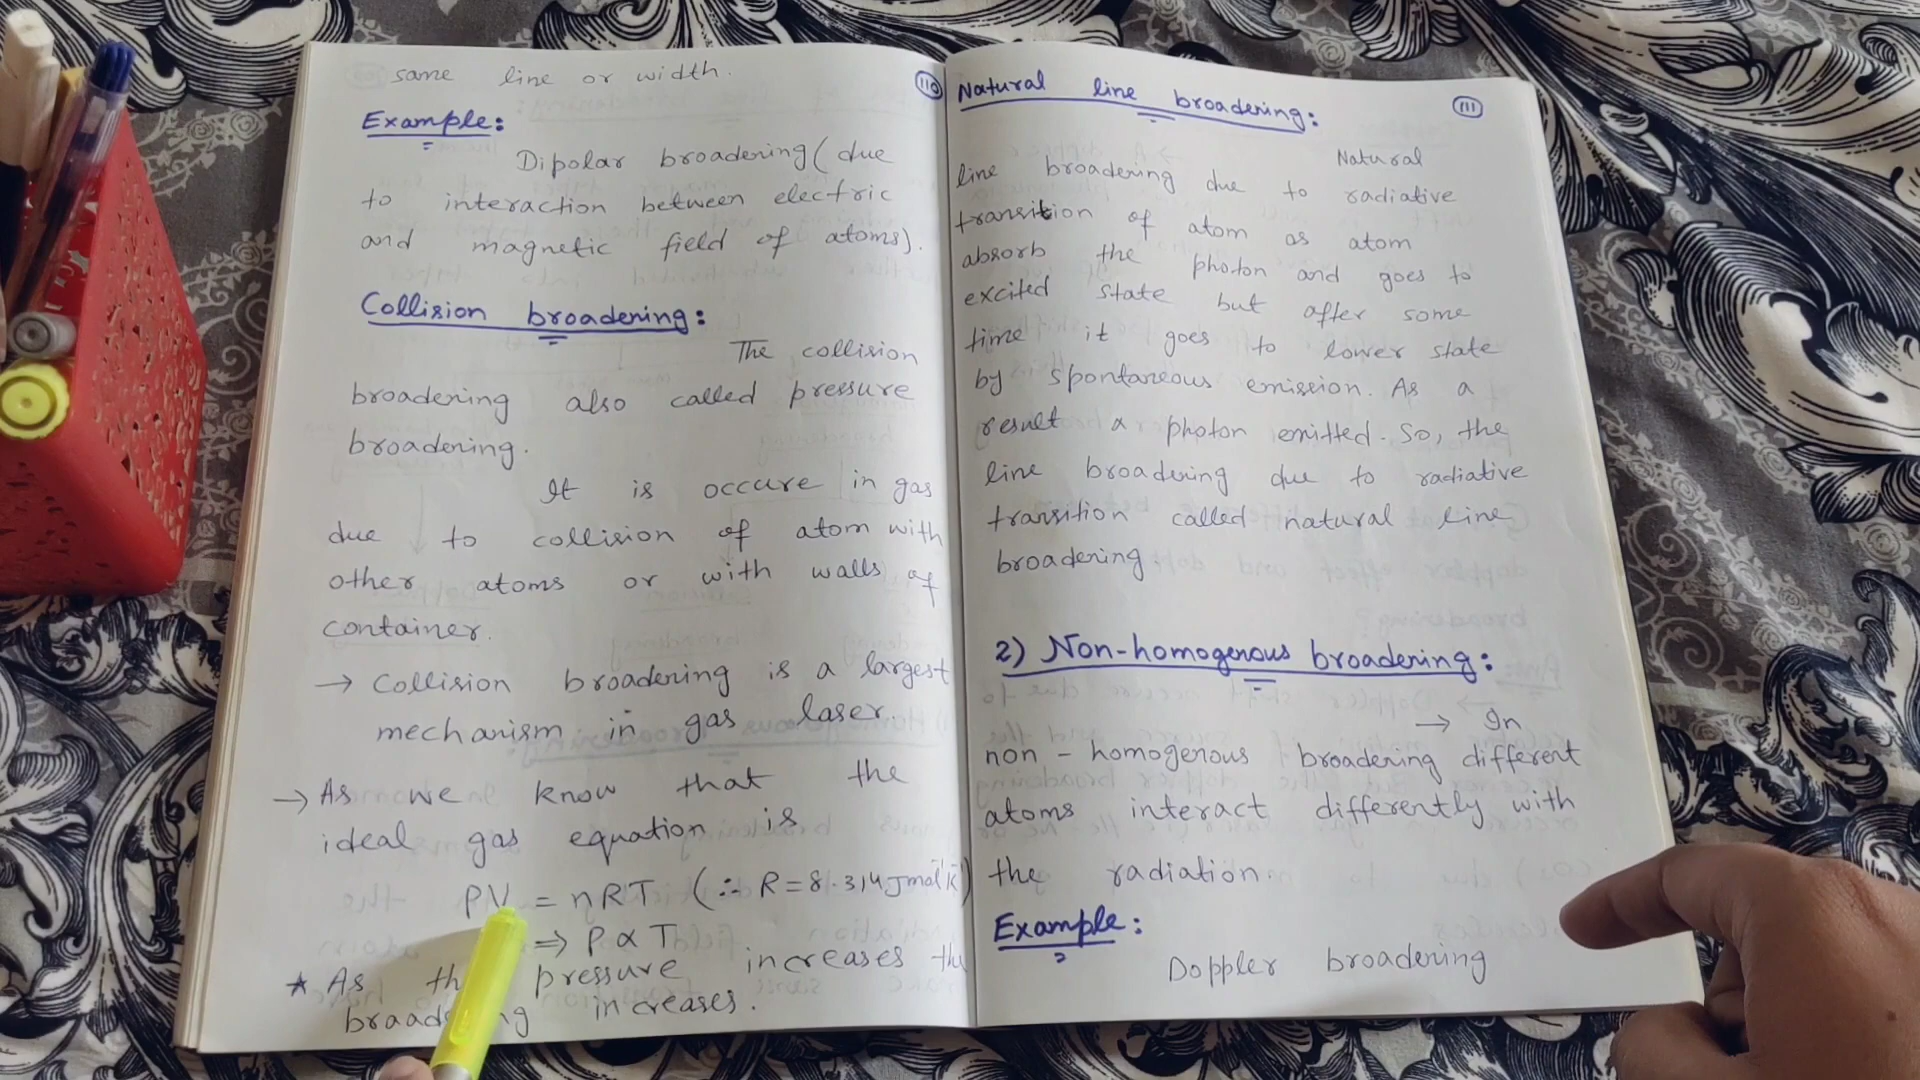 same line or width.
110
Example:
Dipolar broadening (due
to interaction between electric
and magnetic field of atoms).
Collision broadening:
The collision
broadening also called pressure
broadening.
It is occure in gas
due to collision of atom with
other atoms or with walls of
container.
→ Collision broadening is a largest
mechanism in gas laser
→ As we know that the
ideal gas equation is
PV = nRT (∴ R = 8.314 Jmol⁻¹K⁻¹)
⇒ P ∝ T
★ As pressure increases
increases.
Natural line broadening:
111
Natural
line broadening due to radiative
transition of atom as atom
absorb the photon and goes to
excited state but after some
time it goes to lower state
by spontaneous emission. As a
result a photon emitted. So, the
line broadening due to radiative
transition called natural line
broadening
2) Non-homogenous broadening:
→ In
non-homogenous broadening different
atoms interact differently with
the radiation
Example:
Doppler broadening